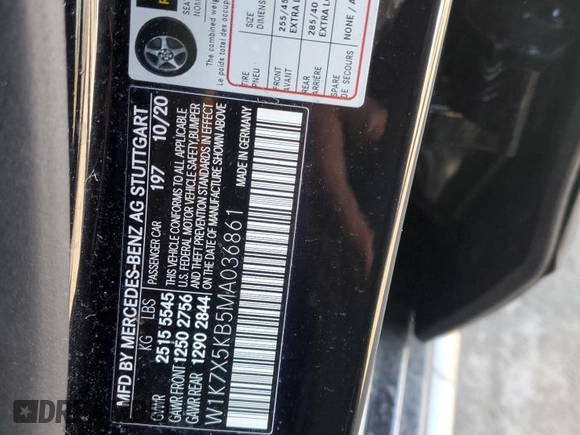 MFD BY MERCEDES-BENZ AG STUTTGART
KG LBS PASSENGER CAR 197 10/20
GVWR 2515 5545 THIS VEHICLE CONFORMS TO ALL APPLICABLE
GAWR FRONT 1250 2756 U.S. FEDERAL MOTOR VEHICLE SAFETY, BUMPER
GAWR REAR 1290 2844 AND THEFT PREVENTION STANDARDS IN EFFECT
ON THE DATE OF MANUFACTURE SHOWN ABOVE
W1K7X5KB5MA036861 MADE IN GERMANY
The combined weig
Le poids total des occup
TIRE SIZE
PNEU DIMENS
FRONT 255/45
AVANT EXTRA L
REAR 285/40
ARRIÈRE EXTRA LO
SPARE NONE / A
DE SECOURS